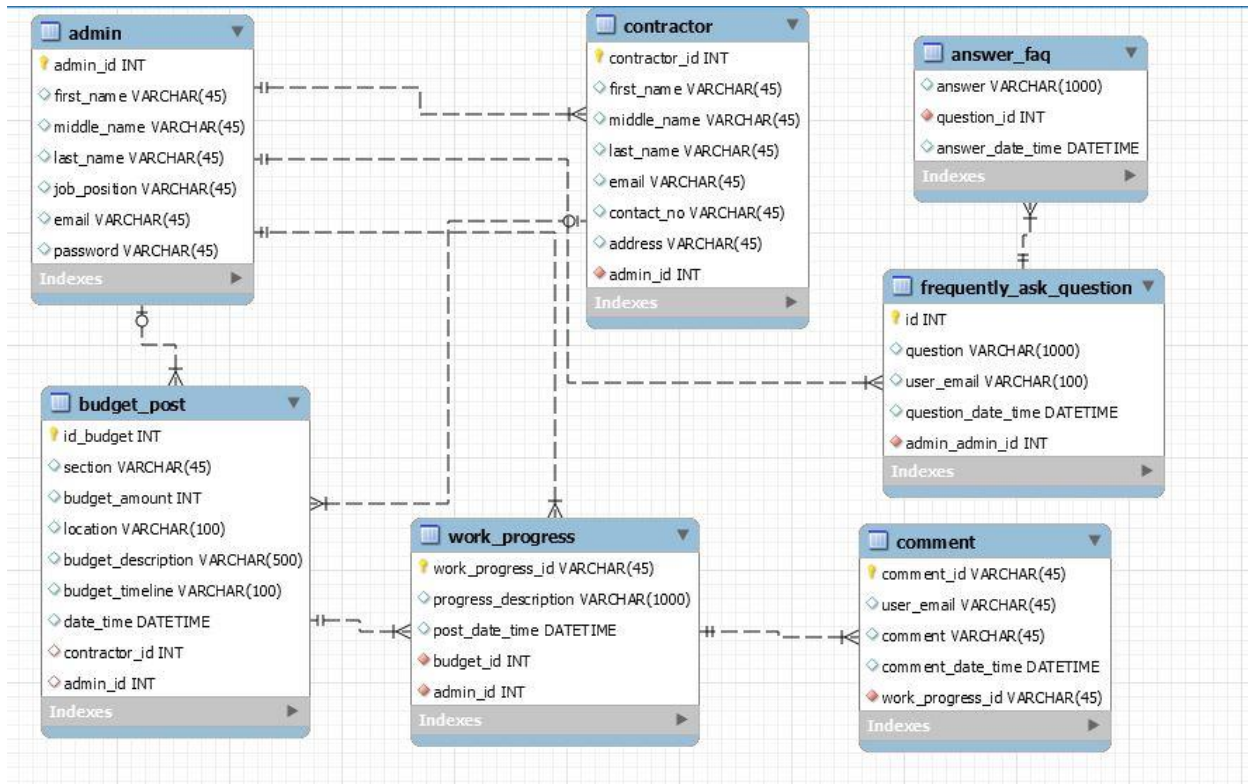 admin
admin_id INT
first_name VARCHAR(45)
middle_name VARCHAR(45)
last_name VARCHAR(45)
job_position VARCHAR(45)
email VARCHAR(45)
password VARCHAR(45)
Indexes
contractor
contractor_id INT
first_name VARCHAR(45)
middle_name VARCHAR(45)
last_name VARCHAR(45)
email VARCHAR(45)
contact_no VARCHAR(45)
address VARCHAR(45)
admin_id INT
Indexes
answer_faq
answer VARCHAR(1000)
question_id INT
answer_date_time DATETIME
Indexes
frequently_ask_question
id INT
question VARCHAR(1000)
user_email VARCHAR(100)
question_date_time DATETIME
admin_admin_id INT
Indexes
budget_post
id_budget INT
section VARCHAR(45)
budget_amount INT
location VARCHAR(100)
budget_description VARCHAR(500)
budget_timeline VARCHAR(100)
date_time DATETIME
contractor_id INT
admin_id INT
Indexes
work_progress
work_progress_id VARCHAR(45)
progress_description VARCHAR(1000)
post_date_time DATETIME
budget_id INT
admin_id INT
Indexes
comment
comment_id VARCHAR(45)
user_email VARCHAR(45)
comment VARCHAR(45)
comment_date_time DATETIME
work_progress_id VARCHAR(45)
Indexes